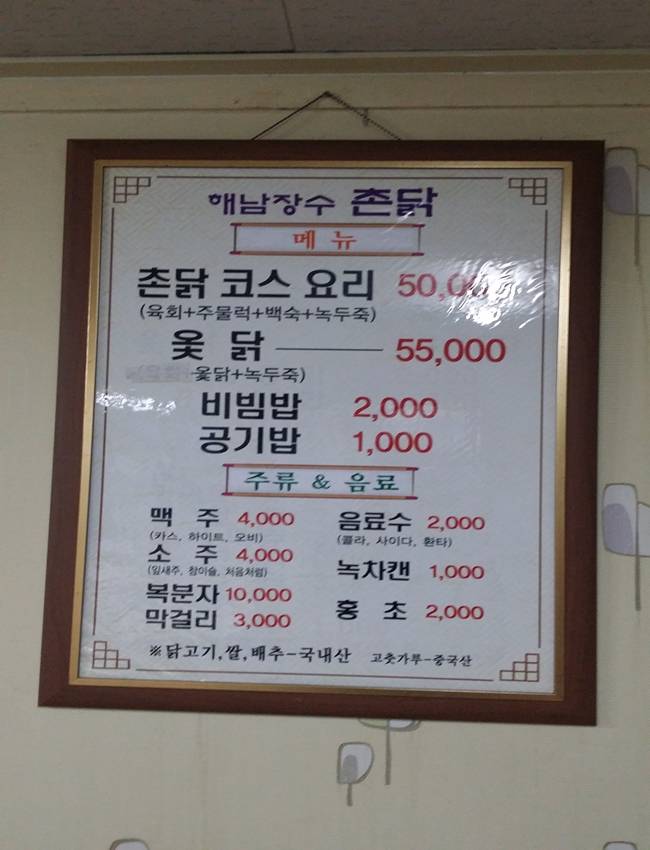 해남장수 촌닭
메 뉴
촌닭 코스 요리 50,00
(육회+주물럭+백숙+녹두죽)
옻 닭 55,000
옻닭+녹두죽)
비빔밥 2,000
공기밥 1,000
주류 & 음료
맥 주 4,000
(카스, 하이트, 오비)
소 주 4,000
(잎새주, 참이슬, 처음처럼)
복분자 10,000
막걸리 3,000
음료수 2,000
(콜라, 사이다, 환타)
녹차캔 1,000
홍 초 2,000
※닭고기,쌀,배추-국내산 고춧가루-중국산